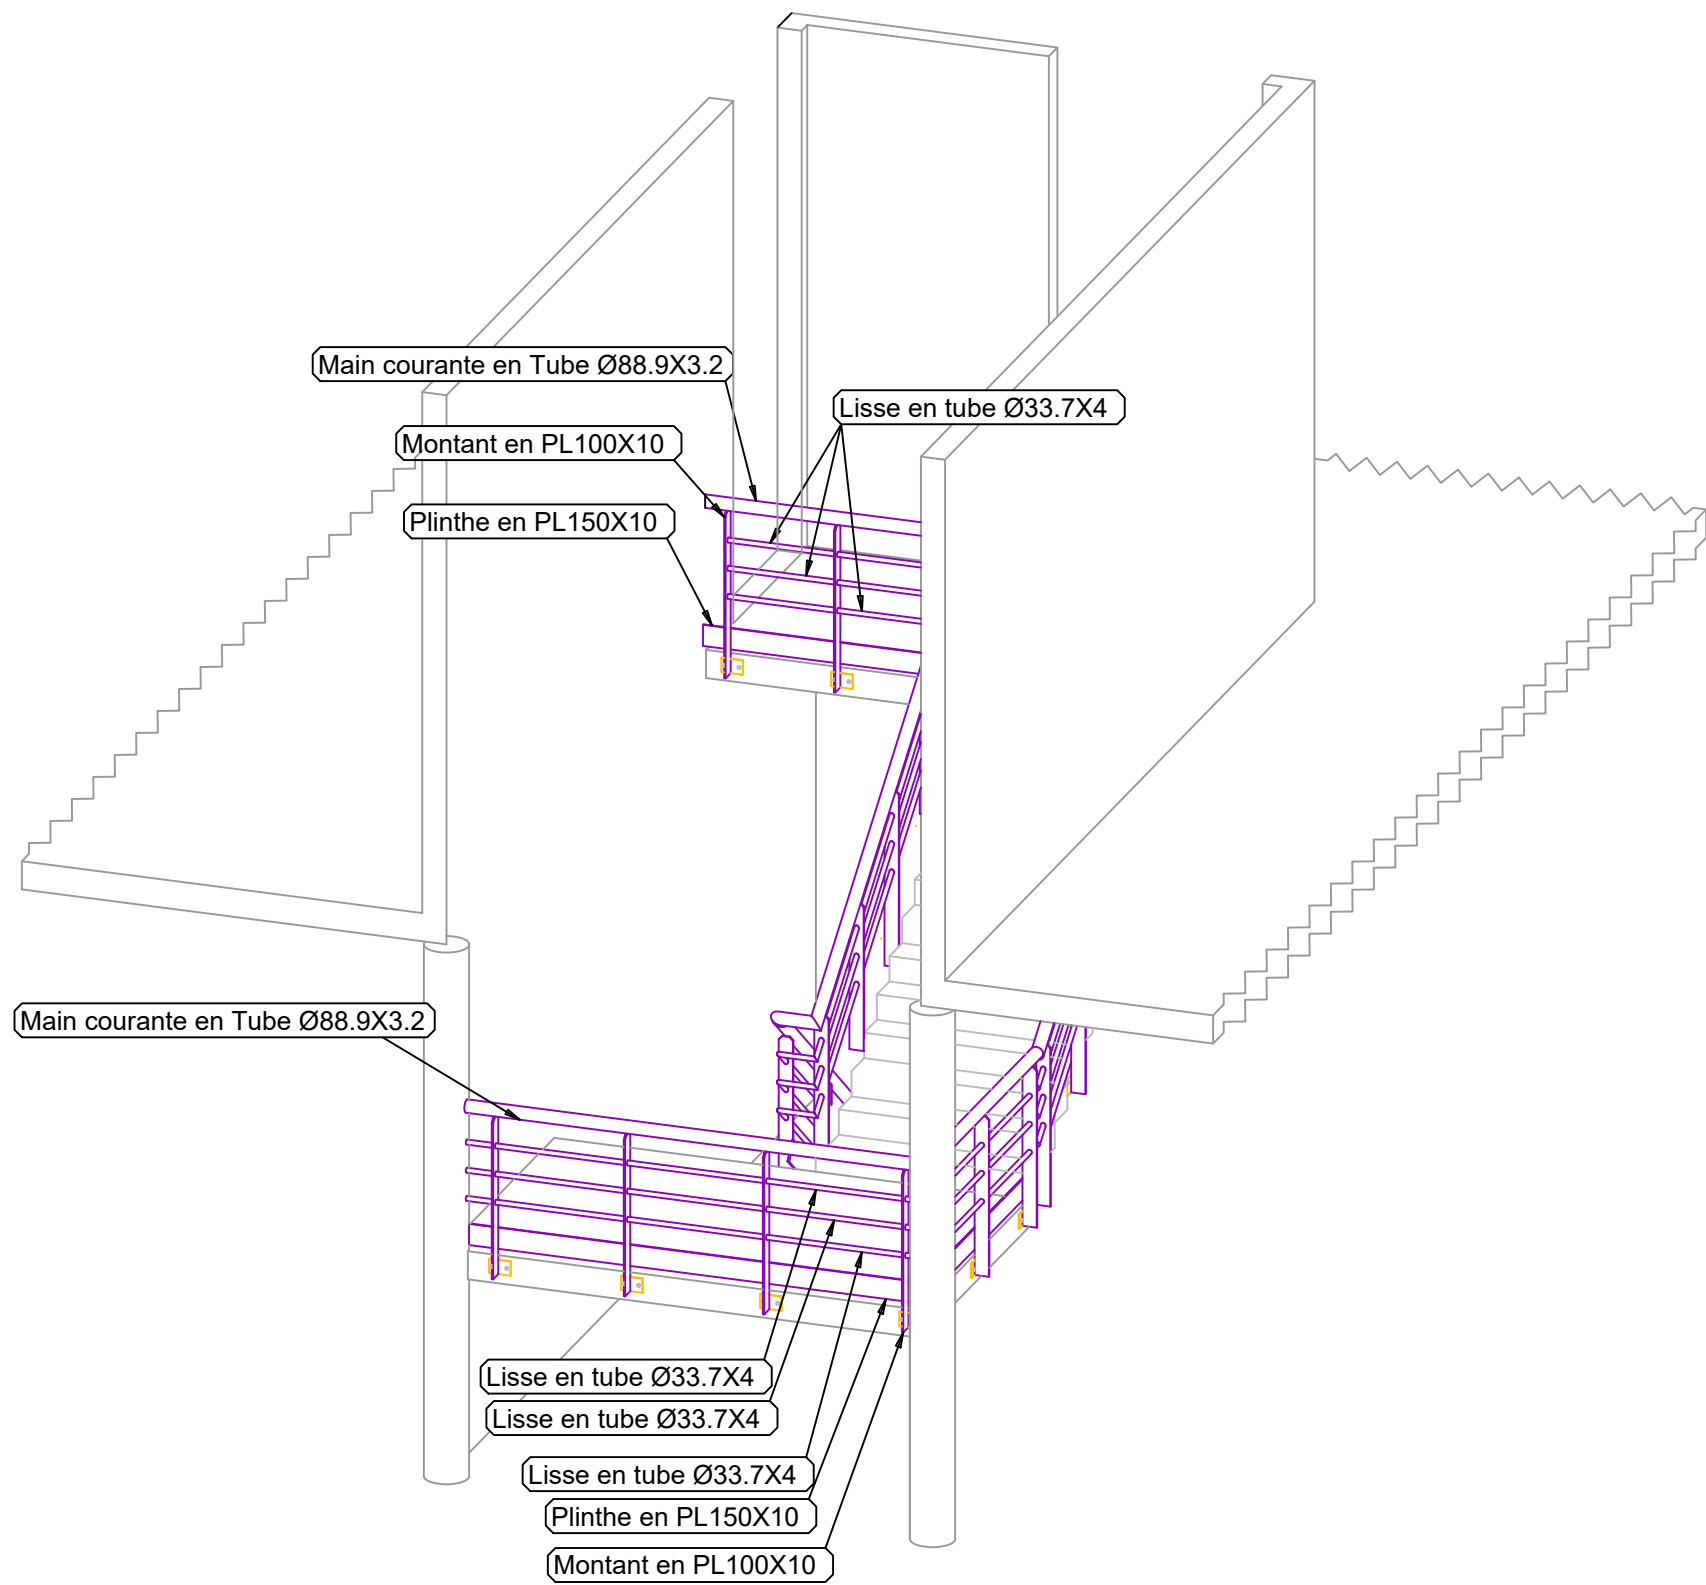 Main courante en Tube Ø88.9X3.2
Lisse en tube Ø33.7X4
Montant en PL100X10
Plinthe en PL150X10
Main courante en Tube Ø88.9X3.2
Lisse en tube Ø33.7X4
Lisse en tube Ø33.7X4
Lisse en tube Ø33.7X4
Plinthe en PL150X10
Montant en PL100X10